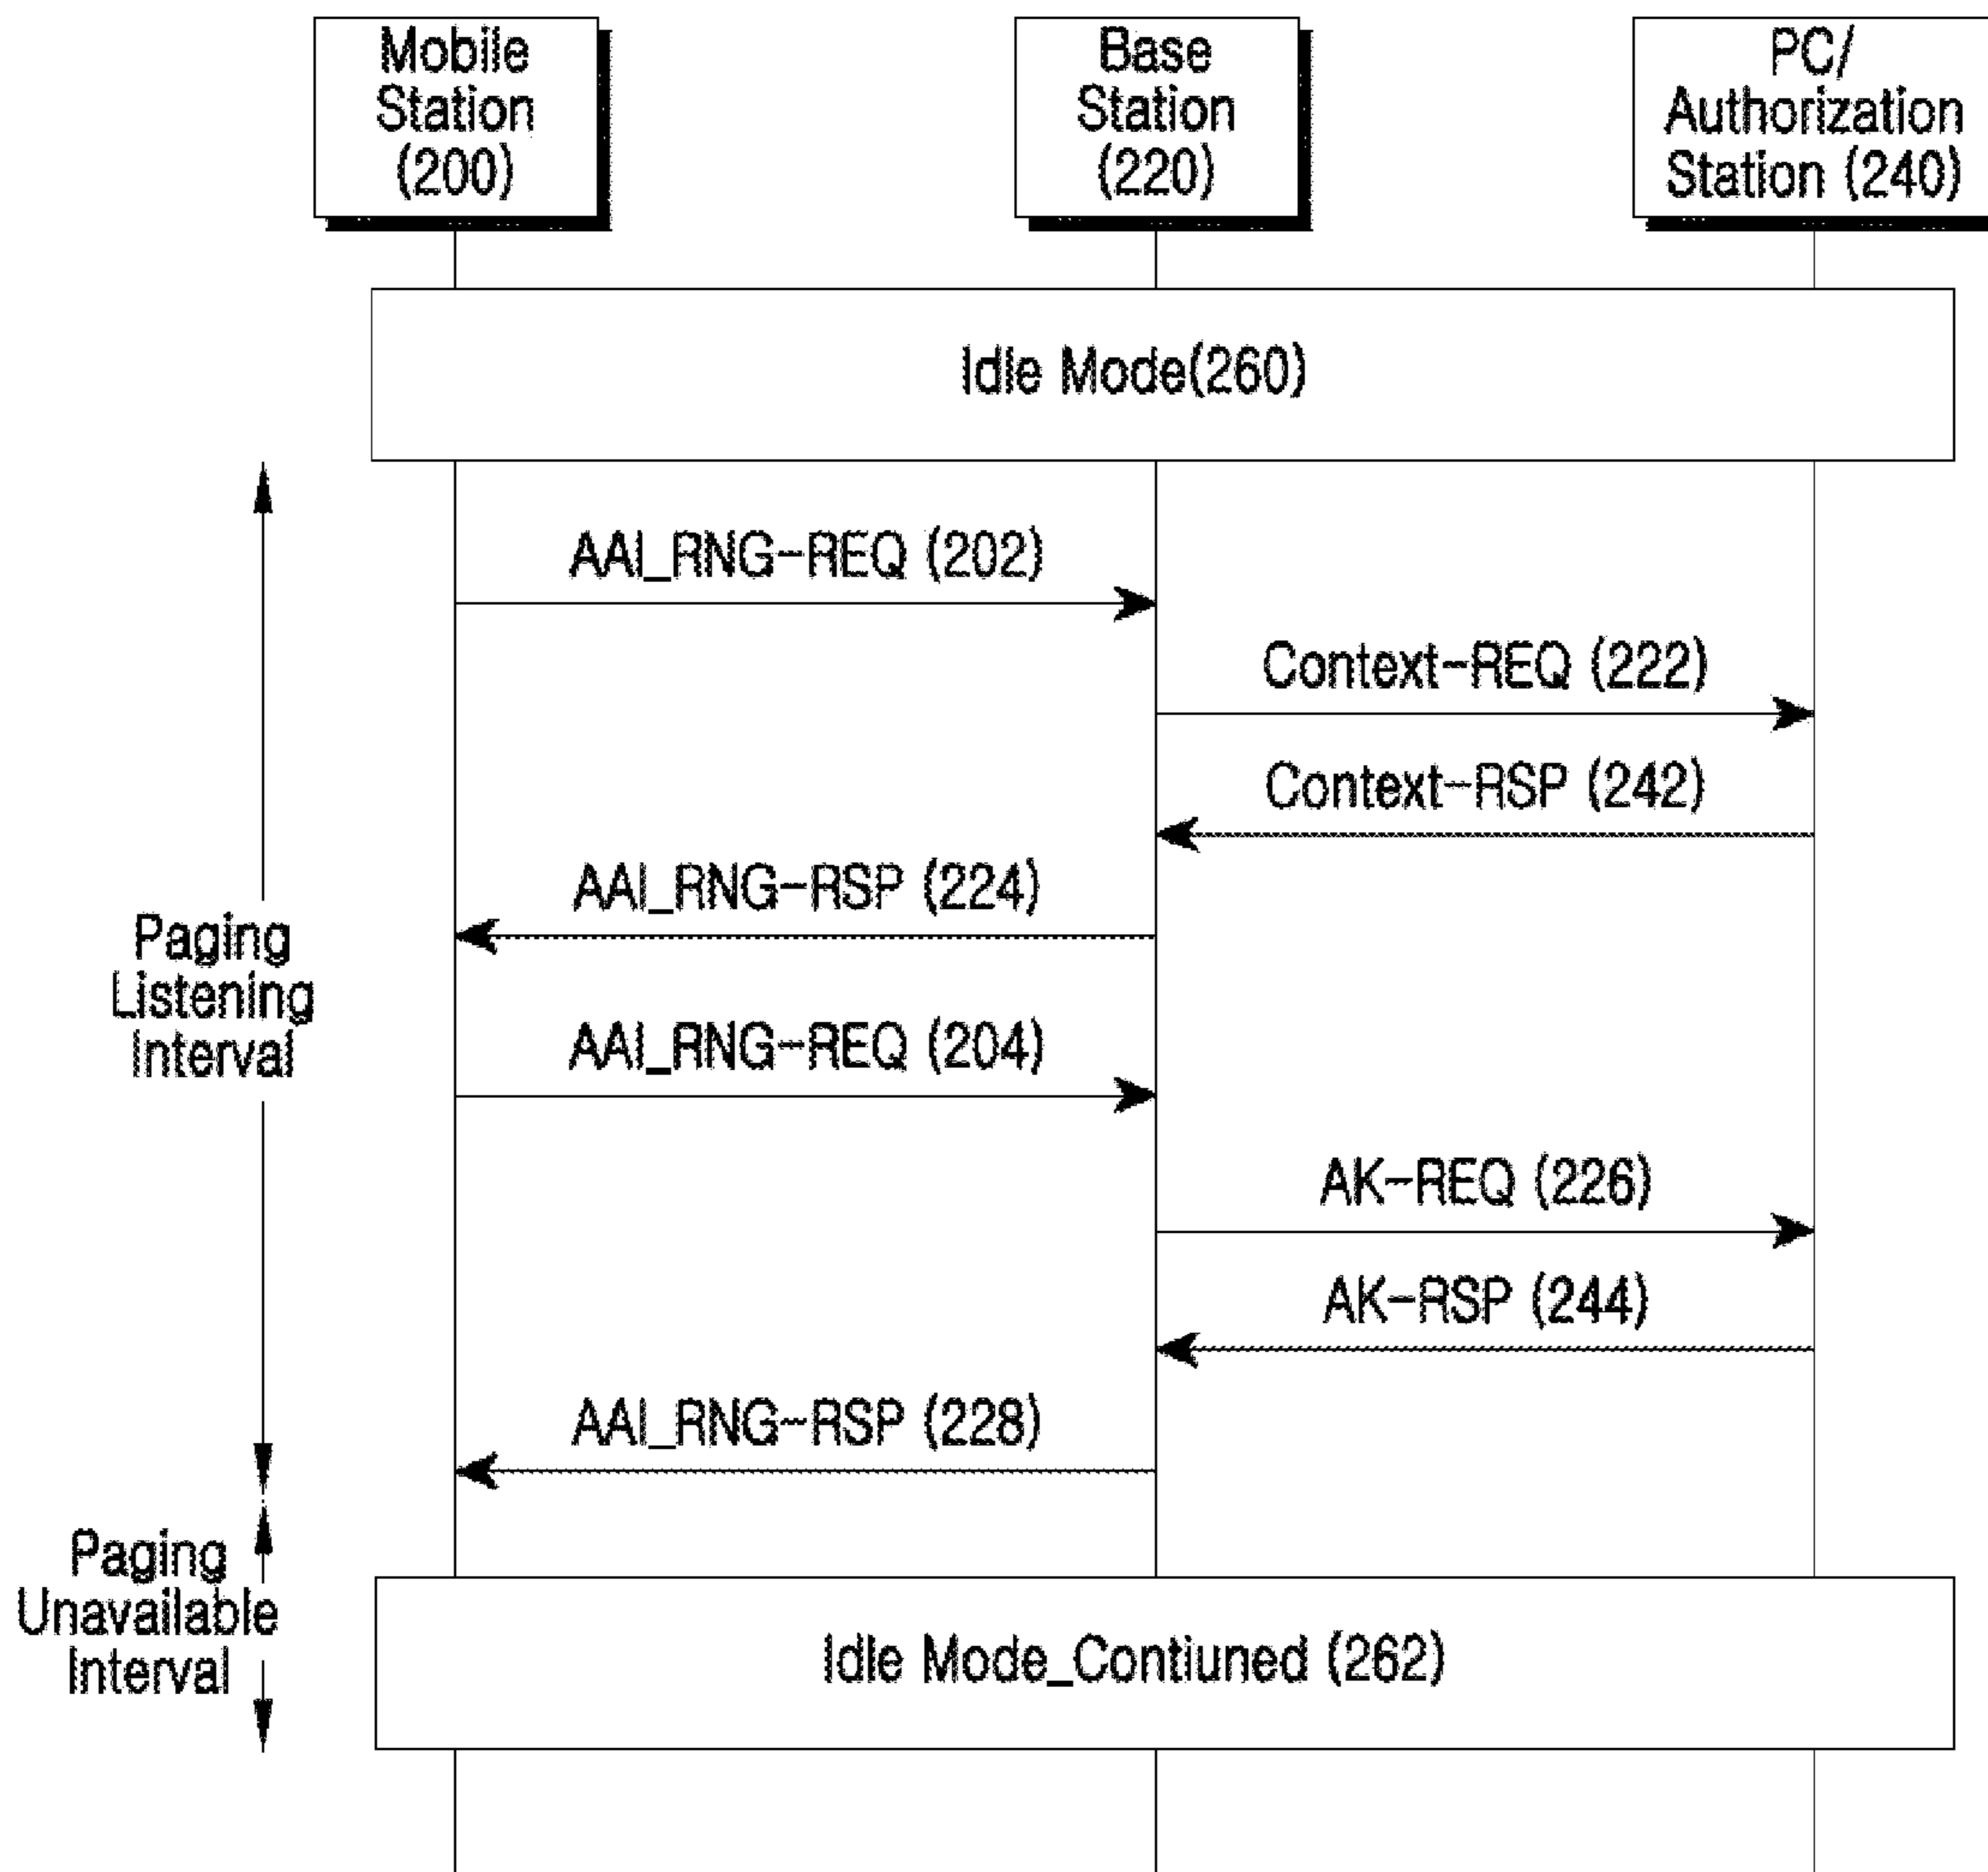 Mobile
Station
(200)
Base
Station
(220)
PC/
Authorization
Station (240)
Idle Mode(260)
AAI_RNG-REQ (202)
Context-REQ (222)
Context-RSP (242)
AAI_RNG-RSP (224)
Paging
Listening
Interval
AAI_RNG-REQ (204)
AK-REQ (226)
AK-RSP (244)
AAI_RNG-RSP (228)
Paging
Unavailable
Interval
Idle Mode_Contiuned (262)